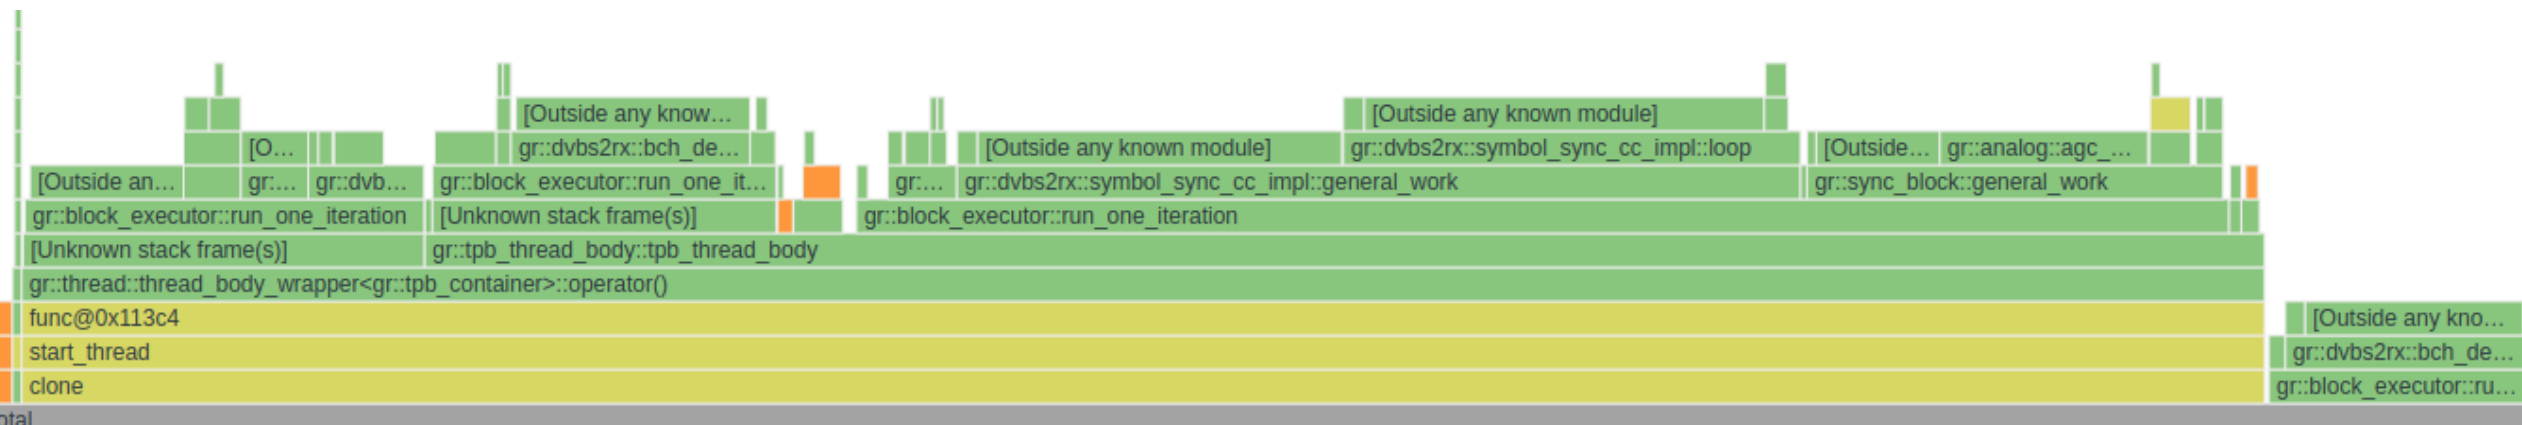 [Outside any know…
[Outside any known module]
[O…
gr::dvbs2rx::bch_de…
[Outside any known module]
gr::dvbs2rx::symbol_sync_cc_impl::loop
[Outside…
gr::analog::agc_…
[Outside an…
gr:…
gr::dvb…
gr::block_executor::run_one_it…
gr:…
gr::dvbs2rx::symbol_sync_cc_impl::general_work
gr::sync_block::general_work
gr::block_executor::run_one_iteration
[Unknown stack frame(s)]
gr::block_executor::run_one_iteration
[Unknown stack frame(s)]
gr::tpb_thread_body::tpb_thread_body
gr::thread::thread_body_wrapper<gr::tpb_container>::operator()
func@0x113c4
[Outside any kno…
start_thread
gr::dvbs2rx::bch_de…
clone
gr::block_executor::ru…
otal